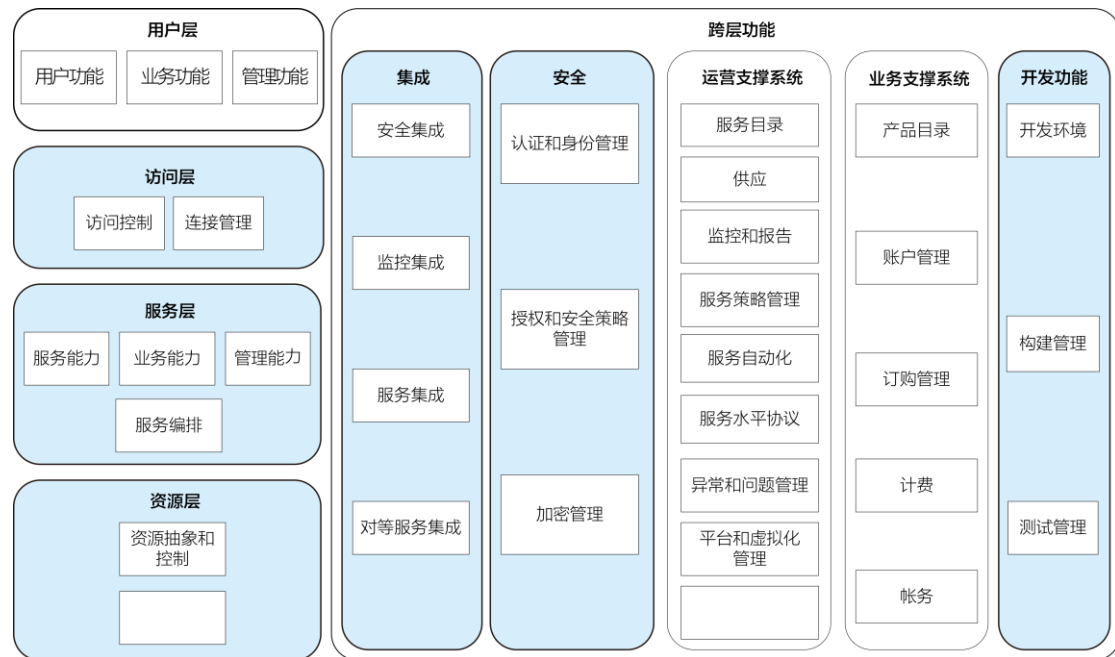 用户层
用户功能
业务功能
管理功能
访问层
访问控制
连接管理
服务层
服务能力
业务能力
管理能力
服务编排
资源层
资源抽象和
控制
跨层功能
集成
安全集成
监控集成
服务集成
对等服务集成
安全
认证和身份管理
授权和安全策略
管理
加密管理
运营支撑系统
服务目录
供应
监控和报告
服务策略管理
服务自动化
服务水平协议
异常和问题管理
平台和虚拟化
管理
业务支撑系统
产品目录
账户管理
订购管理
计费
帐务
开发功能
开发环境
构建管理
测试管理